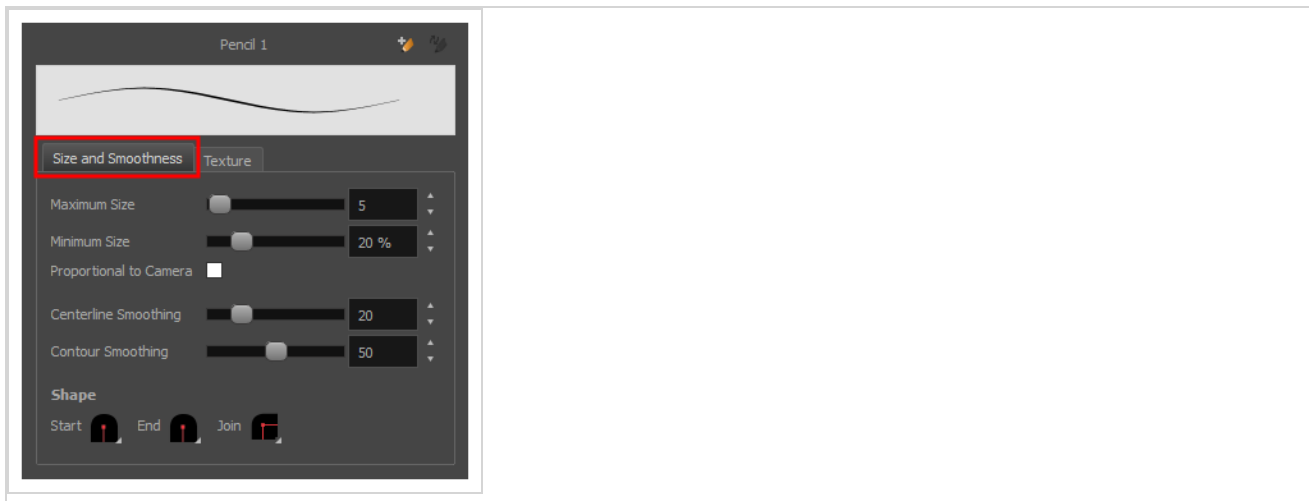 Pencil 1
Size and Smoothness Texture
Maximum Size 5
Minimum Size 20 %
Proportional to Camera
Centerline Smoothing 20
Contour Smoothing 50
Shape
Start End Join